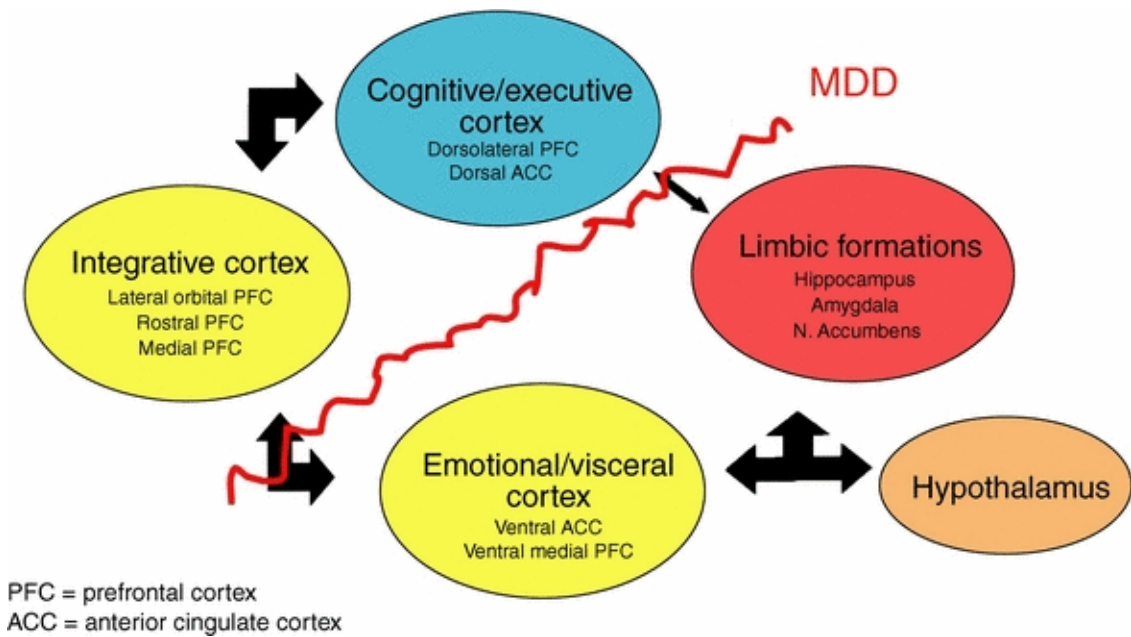 Cognitive/executive
cortex
Dorsolateral PFC
Dorsal ACC
MDD
Integrative cortex
Lateral orbital PFC
Rostral PFC
Medial PFC
Limbic formations
Hippocampus
Amygdala
N. Accumbens
Emotional/visceral
cortex
Ventral ACC
Ventral medial PFC
Hypothalamus
PFC = prefrontal cortex
ACC = anterior cingulate cortex